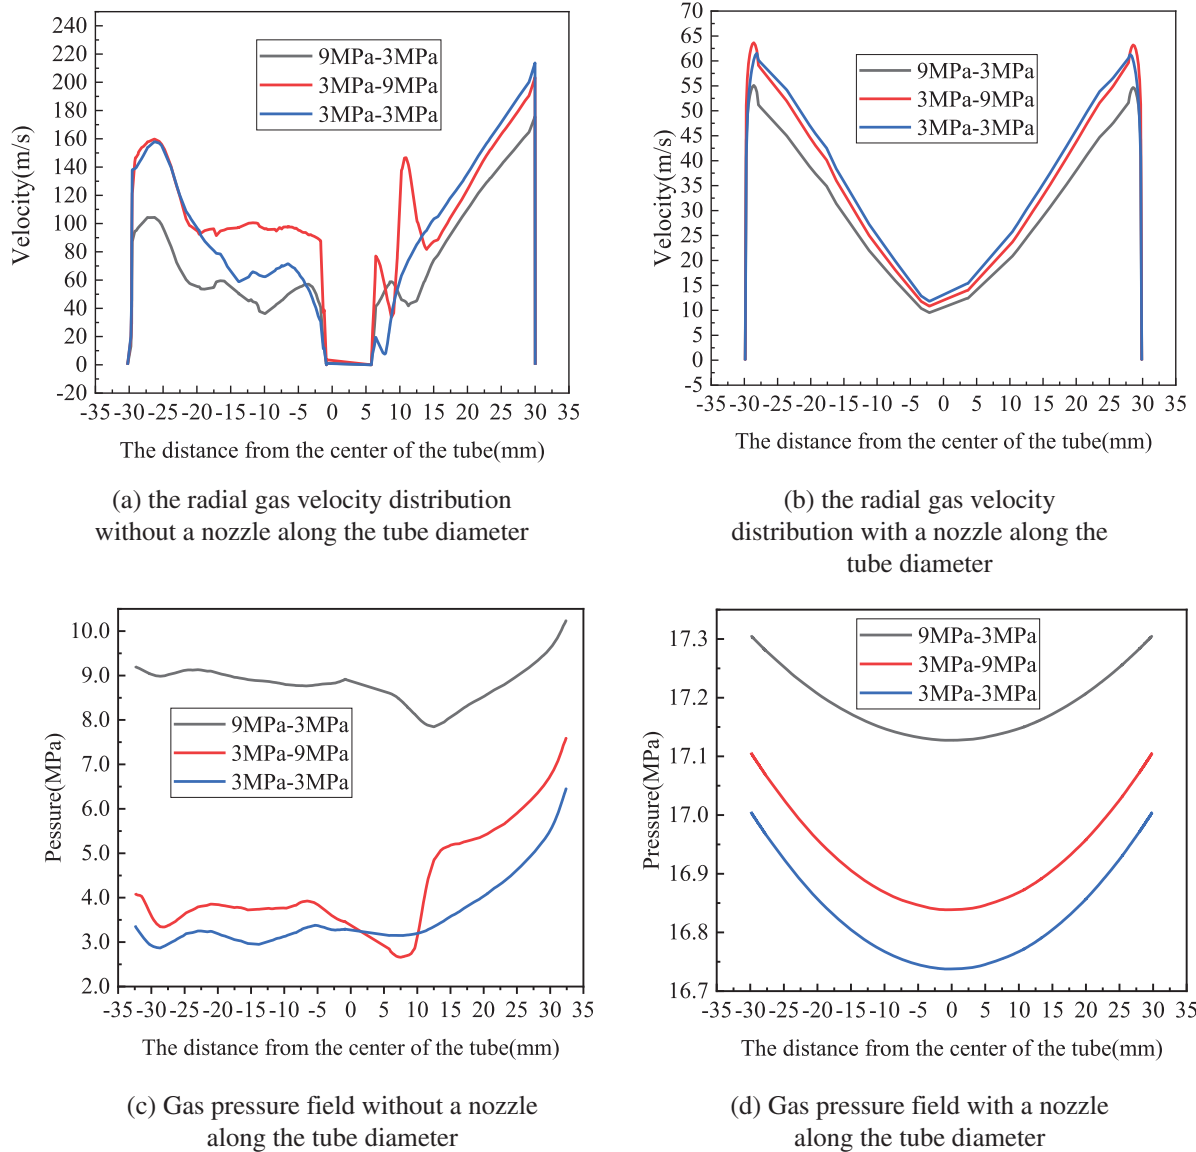 240
220
200
180
160
140
120
100
80
60
40
20
0
-20
Velocity(m/s)
9MPa-3MPa
3MPa-9MPa
3MPa-3MPa
-35 -30 -25 -20 -15 -10 -5 0 5 10 15 20 25 30 35
The distance from the center of the tube(mm)
(a) the radial gas velocity distribution
without a nozzle along the tube diameter
70
65
60
55
50
45
40
35
30
25
20
15
10
5
0
-5
Velocity(m/s)
9MPa-3MPa
3MPa-9MPa
3MPa-3MPa
-35 -30 -25 -20 -15 -10 -5 0 5 10 15 20 25 30 35
The distance from the center of the tube(mm)
(b) the radial gas velocity
distribution with a nozzle along the
tube diameter
10.0
9.0
8.0
7.0
6.0
5.0
4.0
3.0
2.0
Pessure(MPa)
9MPa-3MPa
3MPa-9MPa
3MPa-3MPa
-35 -30 -25 -20 -15 -10 -5 0 5 10 15 20 25 30 35
The distance from the center of the tube(mm)
(c) Gas pressure field without a nozzle
along the tube diameter
17.3
17.2
17.1
17.0
16.9
16.8
16.7
Pressure(MPa)
9MPa-3MPa
3MPa-9MPa
3MPa-3MPa
-35 -30 -25 -20 -15 -10 -5 0 5 10 15 20 25 30 35
The distance from the center of the tube(mm)
(d) Gas pressure field with a nozzle
along the tube diameter